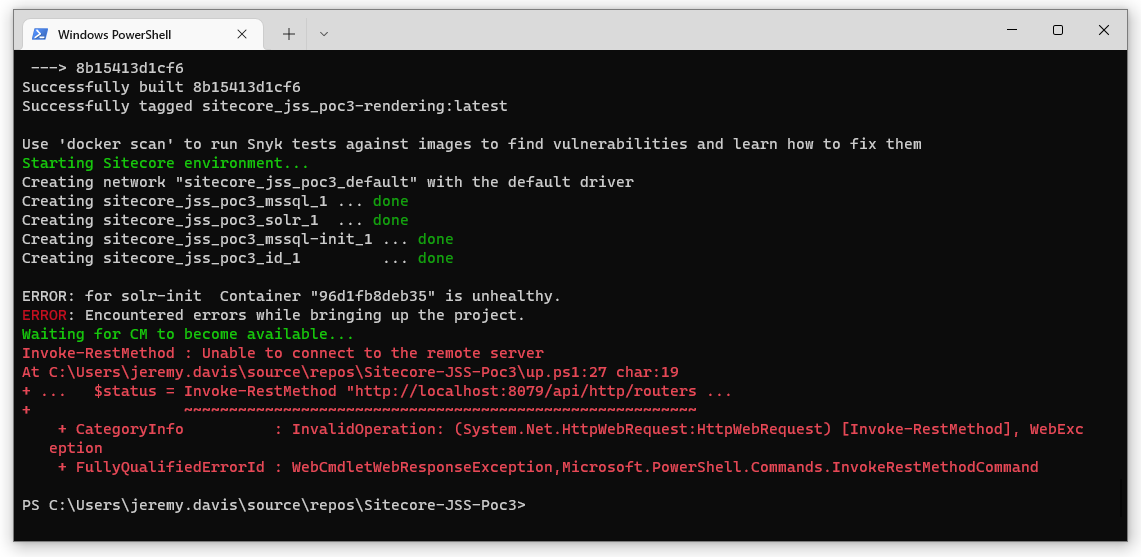 Windows PowerShell
---> 8b15413d1cf6
Successfully built 8b15413d1cf6
Successfully tagged sitecore_jss_poc3-rendering:latest
Use 'docker scan' to run Snyk tests against images to find vulnerabilities and learn how to fix them
Starting Sitecore environment...
Creating network "sitecore_jss_poc3_default" with the default driver
Creating sitecore_jss_poc3_mssql_1 ... done
Creating sitecore_jss_poc3_solr_1  ... done
Creating sitecore_jss_poc3_mssql-init_1 ... done
Creating sitecore_jss_poc3_id_1         ... done
ERROR: for solr-init  Container "96d1fb8deb35" is unhealthy.
ERROR: Encountered errors while bringing up the project.
Waiting for CM to become available...
Invoke-RestMethod : Unable to connect to the remote server
At C:\Users\jeremy.davis\source\repos\Sitecore-JSS-Poc3\up.ps1:27 char:19
+ ...   $status = Invoke-RestMethod "http://localhost:8079/api/http/routers ...
+                 ~~~~~~~~~~~~~~~~~~~~~~~~~~~~~~~~~~~~~~~~~~~~~~~~~~~~~~~~~
    + CategoryInfo          : InvalidOperation: (System.Net.HttpWebRequest:HttpWebRequest) [Invoke-RestMethod], WebExc
   eption
    + FullyQualifiedErrorId : WebCmdletWebResponseException,Microsoft.PowerShell.Commands.InvokeRestMethodCommand
PS C:\Users\jeremy.davis\source\repos\Sitecore-JSS-Poc3>